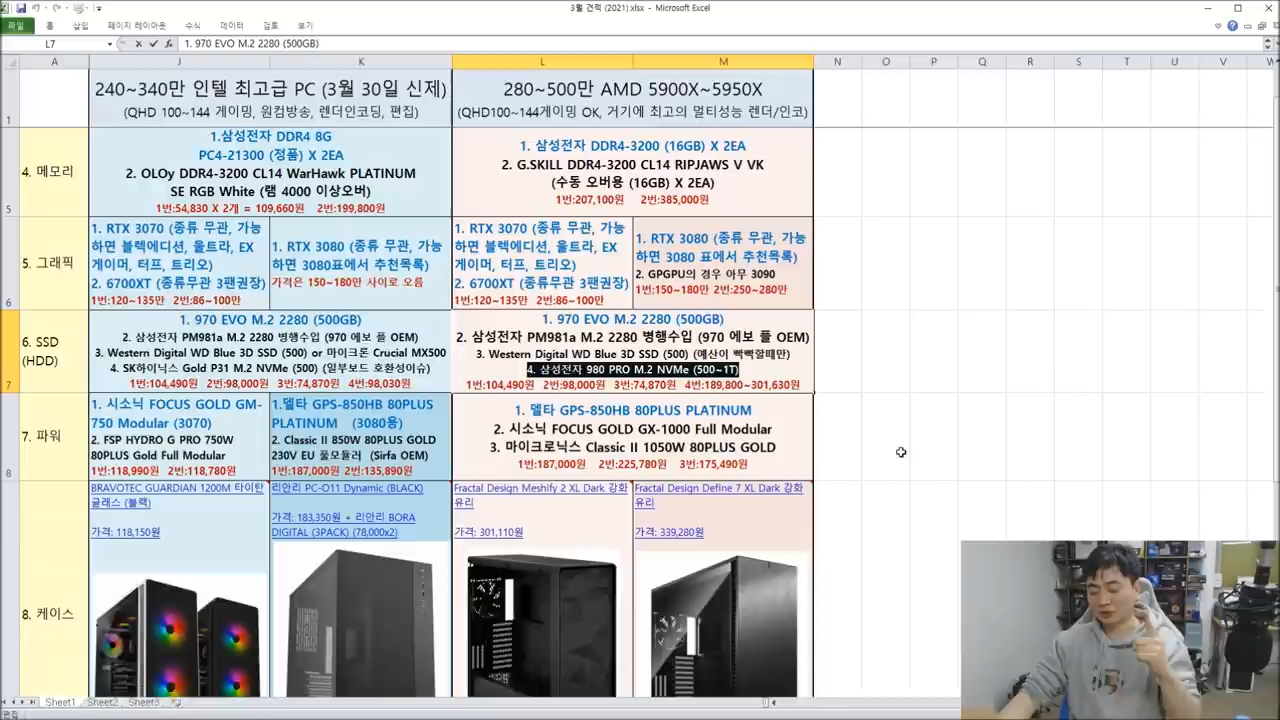 3월 견적 (2021).xlsx - Microsoft Excel
파일 홈 삽입 페이지 레이아웃 수식 데이터 검토 보기
L7 1. 970 EVO M.2 2280 (500GB)
A J K L M N O P Q R S T U V
1
240~340만 인텔 최고급 PC (3월 30일 신제)
(QHD 100~144 게이밍, 원컴방송, 렌더인코딩, 편집)
280~500만 AMD 5900X~5950X
(QHD100~144게이밍 OK, 거기에 최고의 멀티성능 렌더/인코)
5
4. 메모리
1.삼성전자 DDR4 8G
PC4-21300 (정품) X 2EA
2. OLOy DDR4-3200 CL14 WarHawk PLATINUM
SE RGB White (램 4000 이상오버)
1번:54,830 X 2개 = 109,660원 2번:199,800원
1. 삼성전자 DDR4-3200 (16GB) X 2EA
2. G.SKILL DDR4-3200 CL14 RIPJAWS V VK
(수동 오버용 (16GB) X 2EA)
1번:207,100원 2번:385,000원
6
5. 그래픽
1. RTX 3070 (종류 무관, 가능
하면 블랙에디션, 울트라, EX
게이머, 터프, 트리오)
2. 6700XT (종류무관 3팬권장)
1번:120~135만 2번:86~100만
1. RTX 3080 (종류 무관, 가능
하면 3080표에서 추천목록)
가격은 150~180만 사이로 오름
1. RTX 3070 (종류 무관, 가능
하면 블랙에디션, 울트라, EX
게이머, 터프, 트리오)
2. 6700XT (종류무관 3팬권장)
1번:120~135만 2번:86~100만
1. RTX 3080 (종류 무관, 가능
하면 3080표에서 추천목록)
2. GPGPU의 경우 아무 3090
1번:150~180만 2번:250~280만
7
6. SSD
(HDD)
1. 970 EVO M.2 2280 (500GB)
2. 삼성전자 PM981a M.2 2280 병행수입 (970 에보 플 OEM)
3. Western Digital WD Blue 3D SSD (500) or 마이크론 Crucial MX500
4. SK하이닉스 Gold P31 M.2 NVMe (500) (일부보드 호환성이슈)
1번:104,490원 2번:98,000원 3번:74,870원 4번:98,030원
1. 970 EVO M.2 2280 (500GB)
2. 삼성전자 PM981a M.2 2280 병행수입 (970 에보 플 OEM)
3. Western Digital WD Blue 3D SSD (500) (예산이 빡빡할때만)
4. 삼성전자 980 PRO M.2 NVMe (500~1T)
1번:104,490원 2번:98,000원 3번:74,870원 4번:189,800~301,630원
8
7. 파워
1. 시소닉 FOCUS GOLD GM-
750 Modular (3070)
2. FSP HYDRO G PRO 750W
80PLUS Gold Full Modular
1번:118,990원 2번:118,780원
1.델타 GPS-850HB 80PLUS
PLATINUM (3080용)
2. Classic II 850W 80PLUS GOLD
230V EU 풀모듈러 (Sirfa OEM)
1번:187,000원 2번:135,890원
1. 델타 GPS-850HB 80PLUS PLATINUM
2. 시소닉 FOCUS GOLD GX-1000 Full Modular
3. 마이크로닉스 Classic II 1050W 80PLUS GOLD
1번:187,000원 2번:225,780원 3번:175,490원
8. 케이스
BRAVOTEC GUARDIAN 1200M 타이탄
글래스 (블랙)
가격: 118,150원
리안리 PC-O11 Dynamic (BLACK)
가격: 183,350원 + 리안리 BORA
DIGITAL (3PACK) (78,000x2)
Fractal Design Meshify 2 XL Dark 강화
유리
가격: 301,110원
Fractal Design Define 7 XL Dark 강화
유리
가격: 339,280원
Sheet1 Sheet2 Sheet3
편집